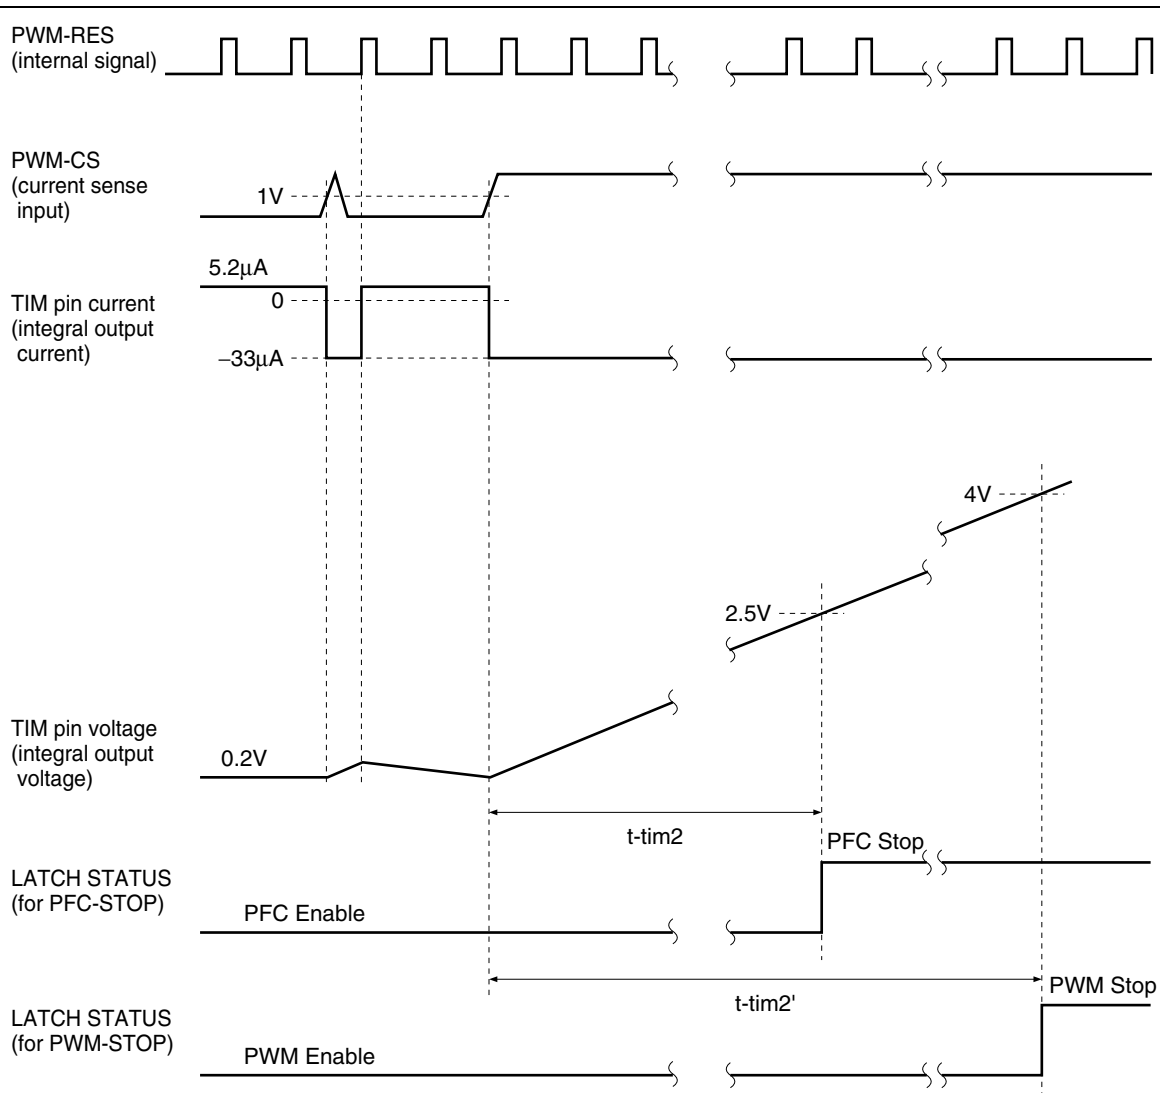 PWM-RES
(internal signal)
PWM-CS
(current sense
input)
1V
5.2µA
0
TIM pin current
(integral output
current)
−33µA
4V
2.5V
TIM pin voltage
(integral output
voltage)
0.2V
t-tim2
PFC Stop
LATCH STATUS
(for PFC-STOP)
PFC Enable
t-tim2'
PWM Stop
LATCH STATUS
(for PWM-STOP)
PWM Enable